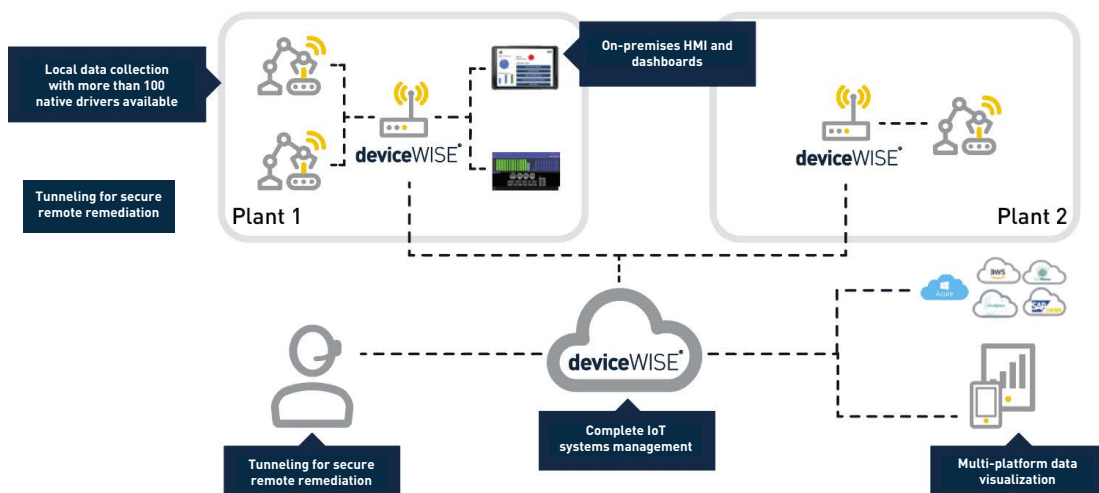 Local data collection
with more than 100
native drivers available
On-premises HMI and
dashboards
deviceWISE®
deviceWISE®
Tunneling for secure
remote remediation
Plant 1
Plant 2
aws
Azure
SAP
deviceWISE®
Complete IoT
systems management
Tunneling for secure
remote remediation
Multi-platform data
visualization